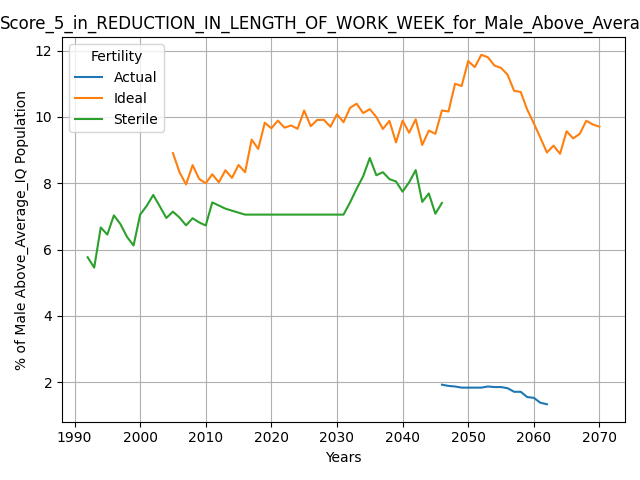 Score_5_in_REDUCTION_IN_LENGTH_OF_WORK_WEEK_for_Male_Above_Avera
% of Male Above_Average_IQ Population
12
10
8
6
4
2
Fertility
Actual
Ideal
Sterile
1990 2000 2010 2020 2030 2040 2050 2060 2070
Years